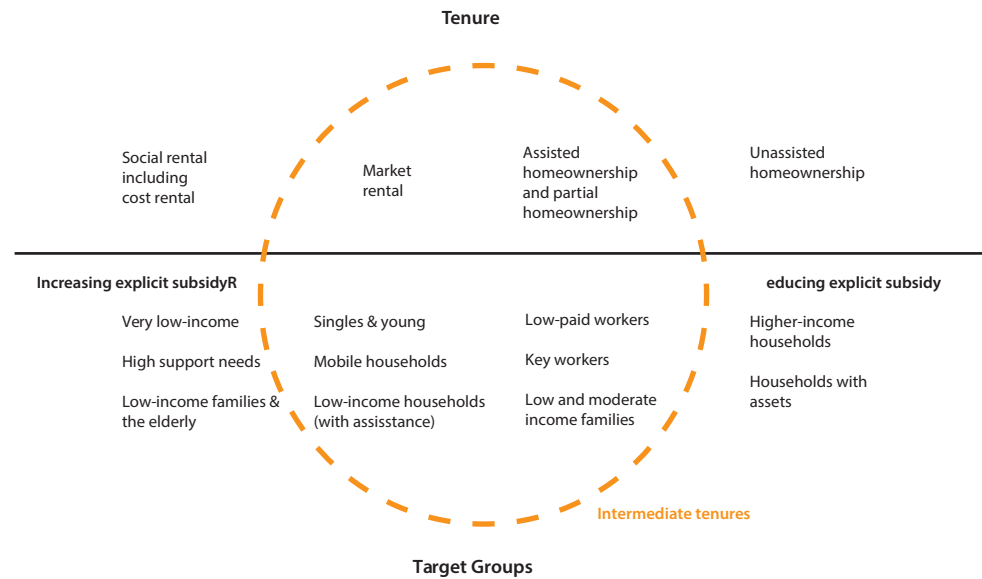 Tenure
Social rental
including
cost rental
Market
rental
Assisted
homeownership
and partial
homeownership
Unassisted
homeownership
Increasing explicit subsidyR
educing explicit subsidy
Very low-income
High support needs
Low-income families &
the elderly
Singles & young
Mobile households
Low-income households
(with assisstance)
Low-paid workers
Key workers
Low and moderate
income families
Higher-income
households
Households with
assets
Intermediate tenures
Target Groups